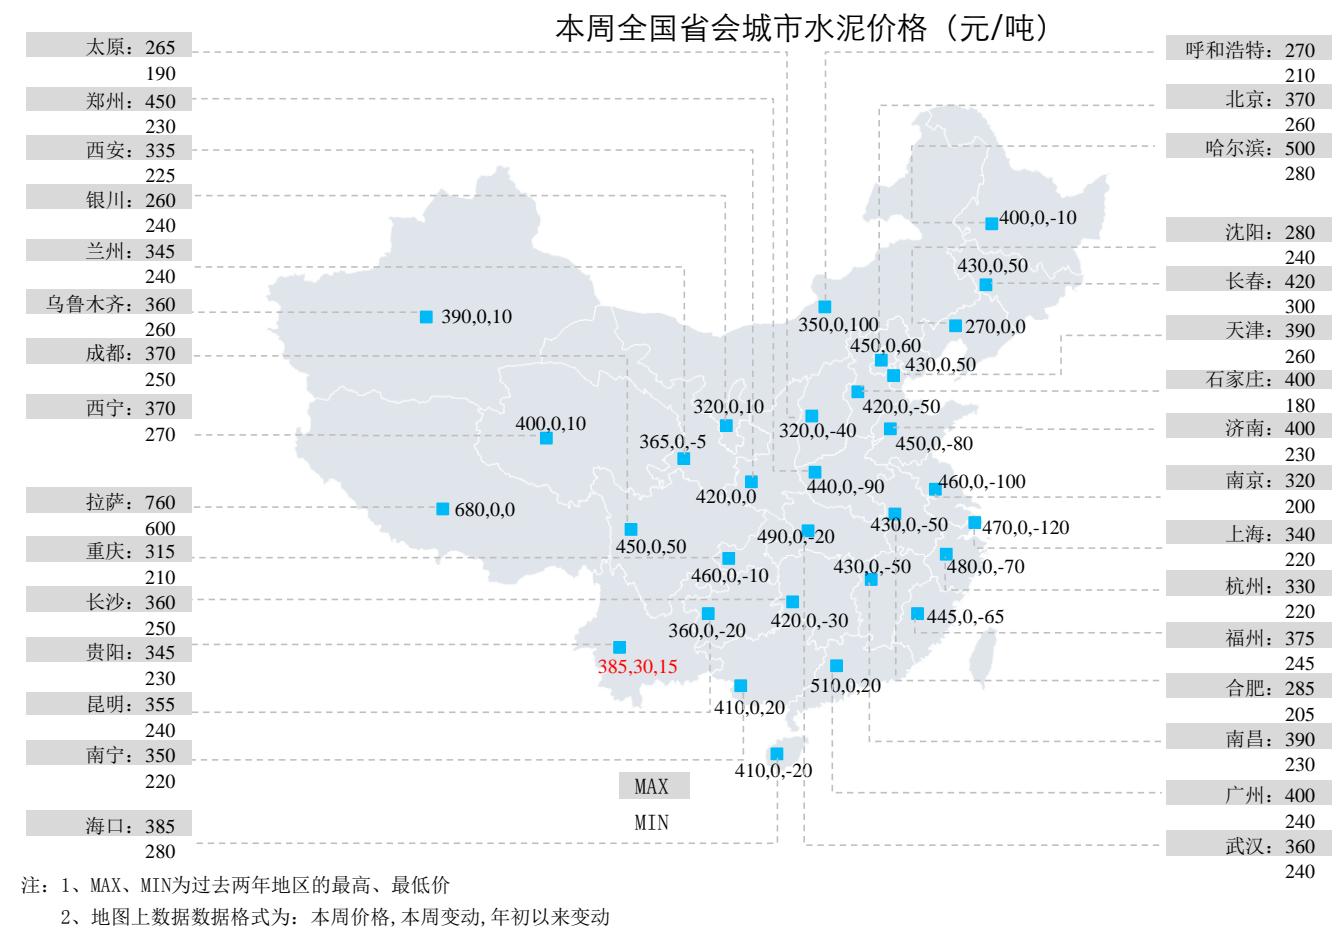 本周全国省会城市水泥价格（元/吨）
太原：265
190
郑州：450
230
西安：335
225
银川：260
240
兰州：345
240
乌鲁木齐：360
260
成都：370
250
西宁：370
270
拉萨：760
600
重庆：315
210
长沙：360
250
贵阳：345
230
昆明：355
240
南宁：350
220
海口：385
280
呼和浩特：270
210
北京：370
260
哈尔滨：500
280
沈阳：280
240
长春：420
300
天津：390
260
石家庄：400
180
济南：400
230
南京：320
200
上海：340
220
杭州：330
220
福州：375
245
合肥：285
205
南昌：390
230
广州：400
240
武汉：360
240
400,0,-10
430,0,50
390,0,10
350,0,100
270,0,0
450,0,60
430,0,50
320,0,10
420,0,-50
400,0,10
320,0,-40
365,0,-5
450,0,-80
440,0,-90
460,0,-100
420,0,0
680,0,0
430,0,-50
470,0,-120
490,0,-20
450,0,50
430,0,-50
480,0,-70
460,0,-10
445,0,-65
420,0,-30
360,0,-20
385,30,15
510,0,20
410,0,20
410,0,-20
MAX
MIN
注：1、MAX、MIN为过去两年地区的最高、最低价
2、地图上数据数据格式为：本周价格,本周变动,年初以来变动